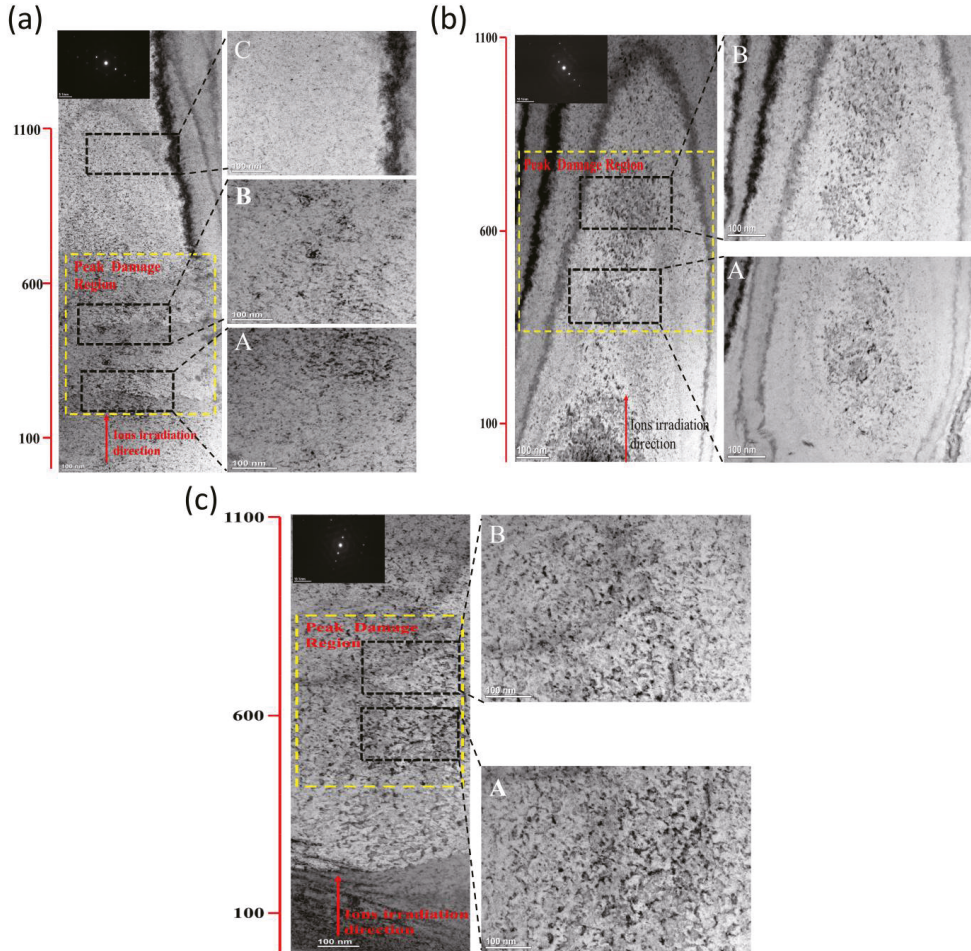 (a)
C
1100
100 nm
B
Peak Damage
Region
600
100 nm
A
100
Ions irradiation
direction
100 nm
100 nm
(b)
1100
B
Peak Damage Region
600
100 nm
A
Ions irradiation
direction
100
100 nm
100 nm
(c)
1100
B
Peak Damage
Region
100 nm
600
A
Ions irradiation
direction
100
100 nm
100 nm